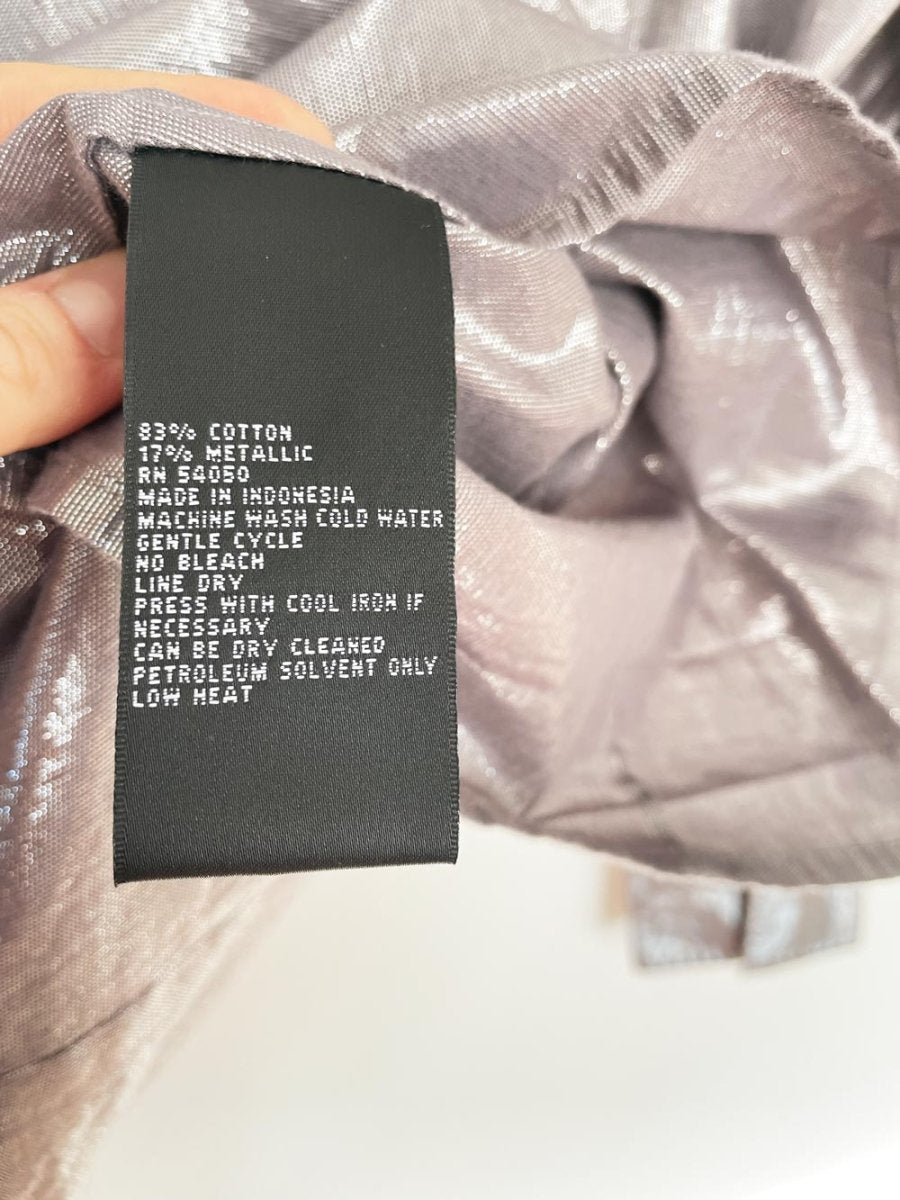 83% COTTON
17% METALLIC
RN 54050
MADE IN INDONESIA
MACHINE WASH COLD WATER
GENTLE CYCLE
NO BLEACH
LINE DRY
PRESS WITH COOL IRON IF
NECESSARY
CAN BE DRY CLEANED
PETROLEUM SOLVENT ONLY
LOW HEAT